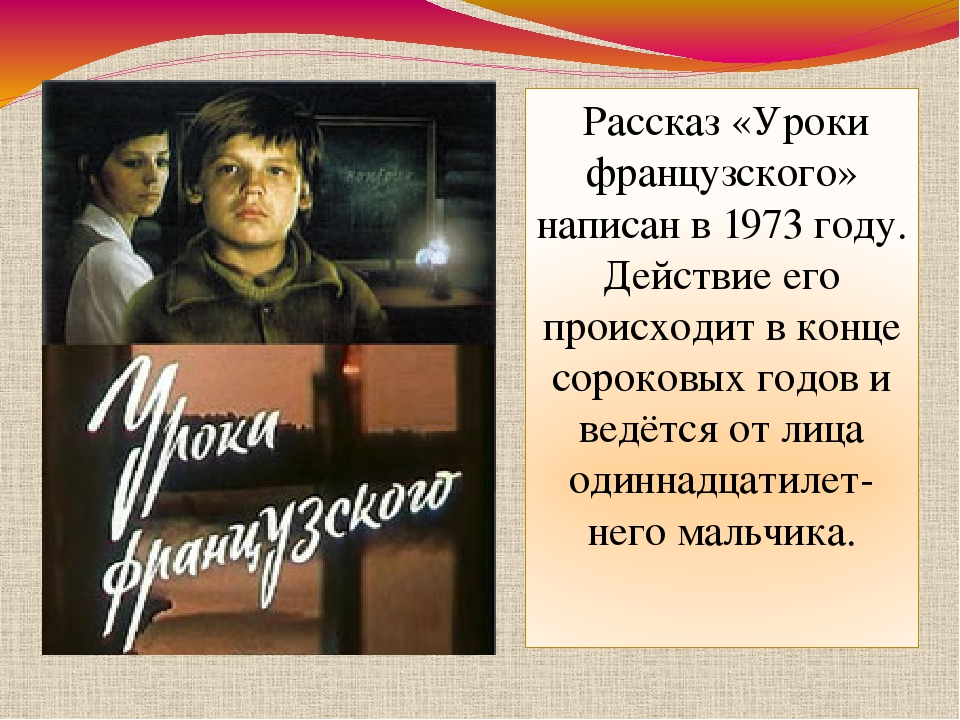 Уроки
французского
Рассказ «Уроки
французского»
написан в 1973 году.
Действие его
происходит в конце
сороковых годов и
ведётся от лица
одиннадцатилет-
него мальчика.